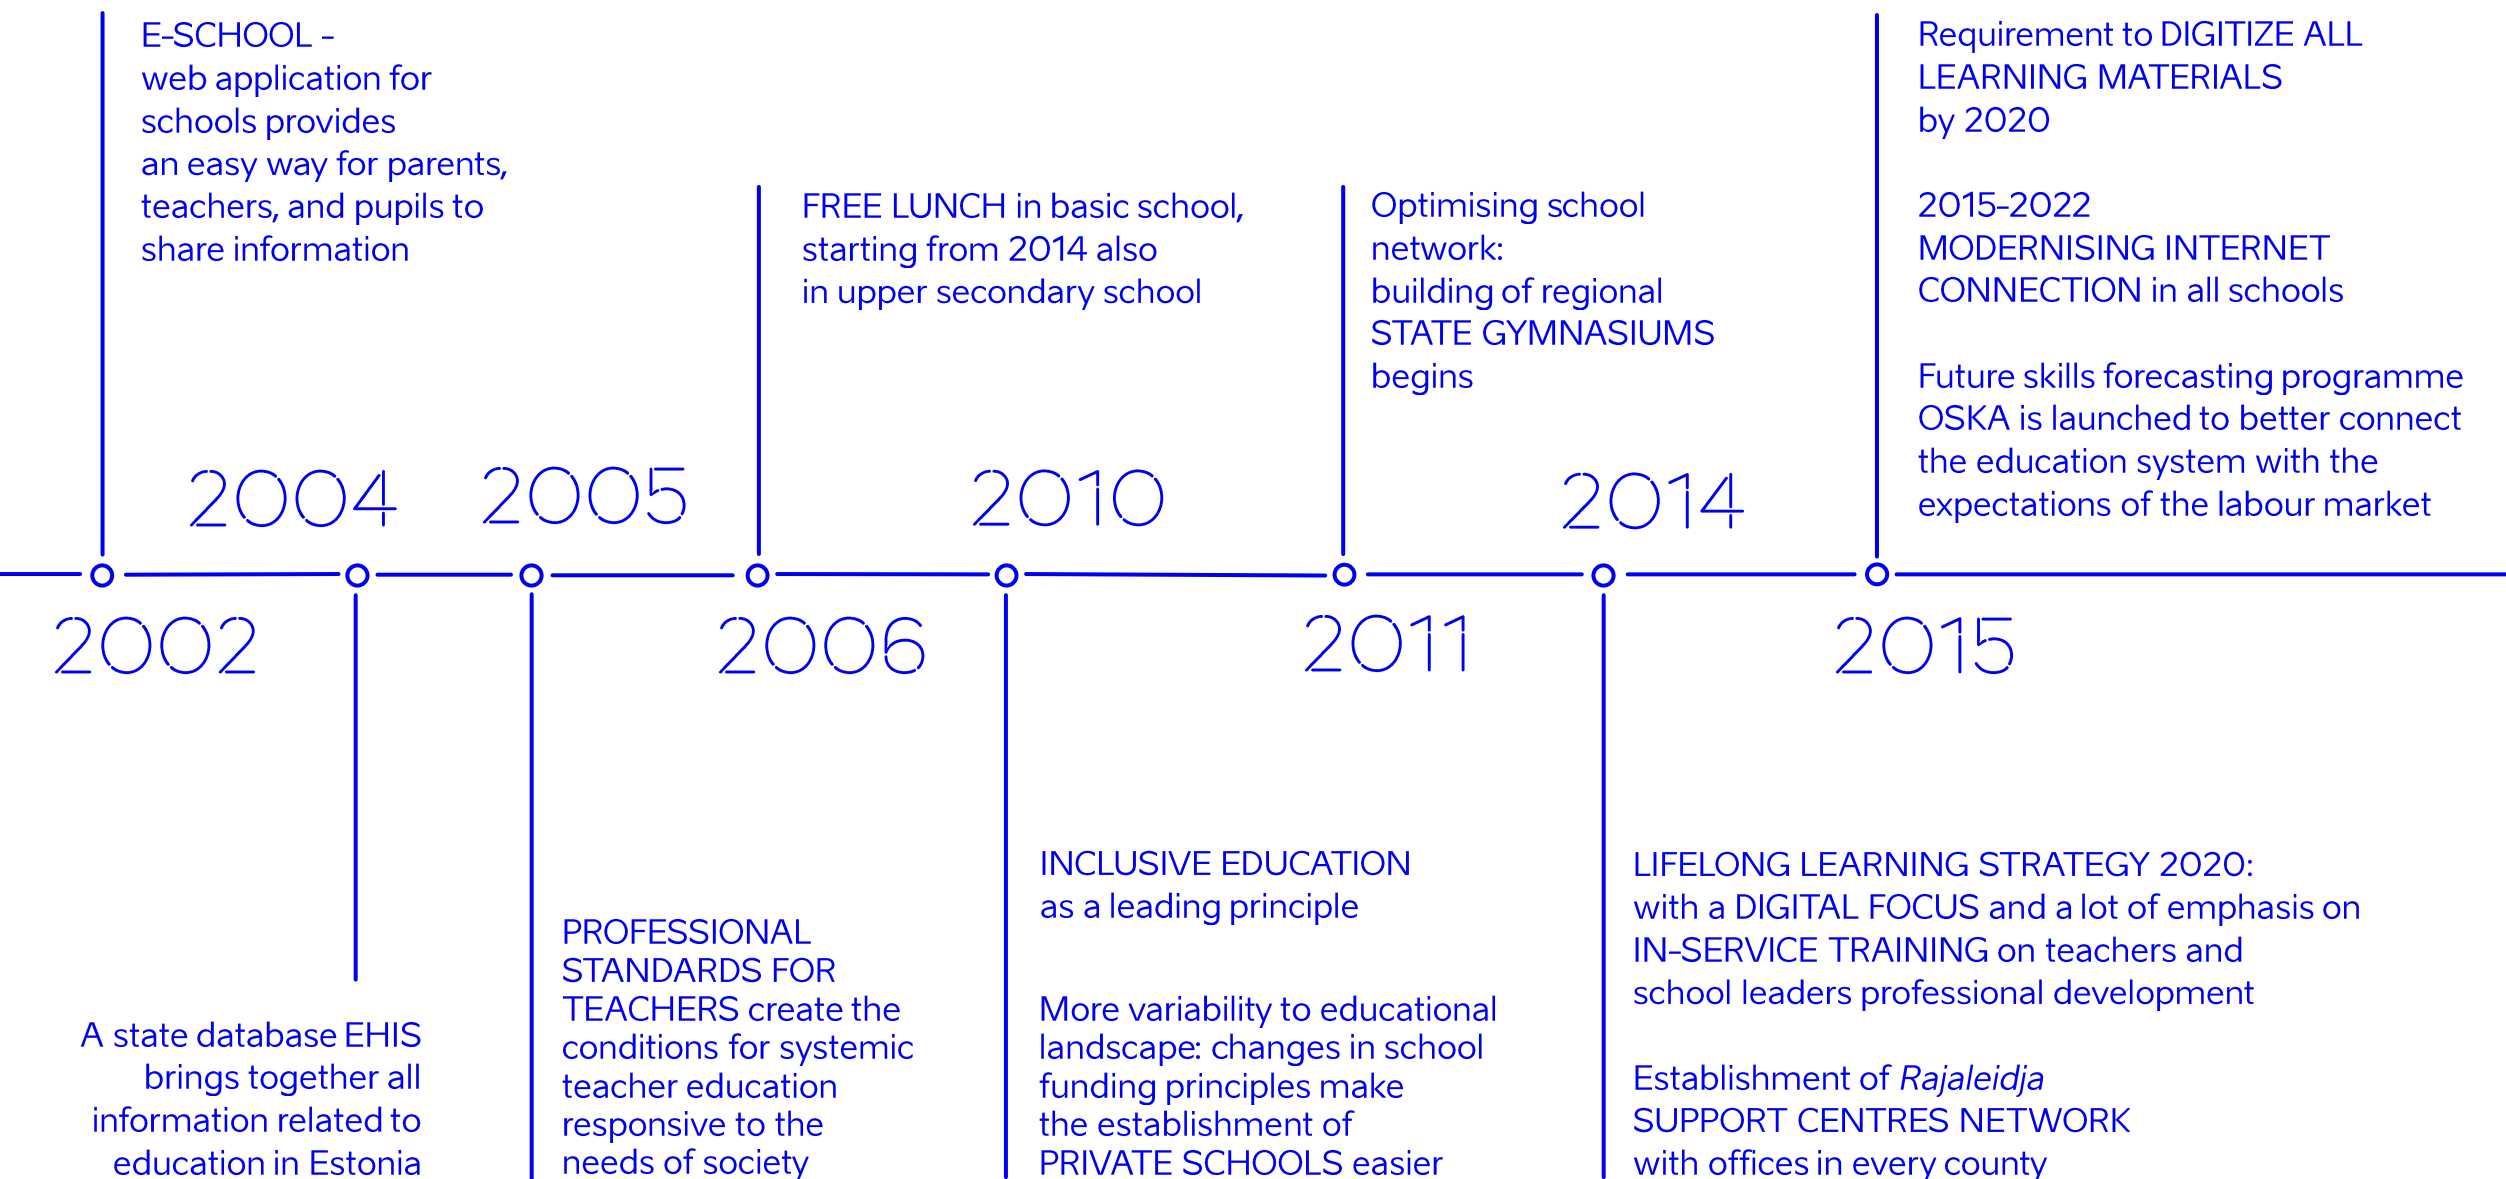 E-SCHOOL -
web application for
schools provides
an easy way for parents,
teachers, and pupils to
share information
2002
2004
A state database EHIS
brings together all
information related to
education in Estonia
2005
PROFESSIONAL
STANDARDS FOR
TEACHERS create the
conditions for systemic
teacher education
responsive to the
needs of society
FREE LUNCH in basic school,
starting from 2014 also
in upper secondary school
2006
2010
INCLUSIVE EDUCATION
as a leading principle
More variability to educational
landscape: changes in school
funding principles make
the establishment of
PRIVATE SCHOOLS easier
Optimising school
network:
building of regional
STATE GYMNASIUMS
begins
2011
2014
LIFELONG LEARNING STRATEGY 2020:
with a DIGITAL FOCUS and a lot of emphasis on
IN-SERVICE TRAINING on teachers and
school leaders professional development
Establishment of Rajaleidja
SUPPORT CENTRES NETWORK
with offices in every county
Requirement to DIGITIZE ALL
LEARNING MATERIALS
by 2020
2015-2022
MODERNISING INTERNET
CONNECTION in all schools
Future skills forecasting programme
OSKA is launched to better connect
the education system with the
expectations of the labour market
2015